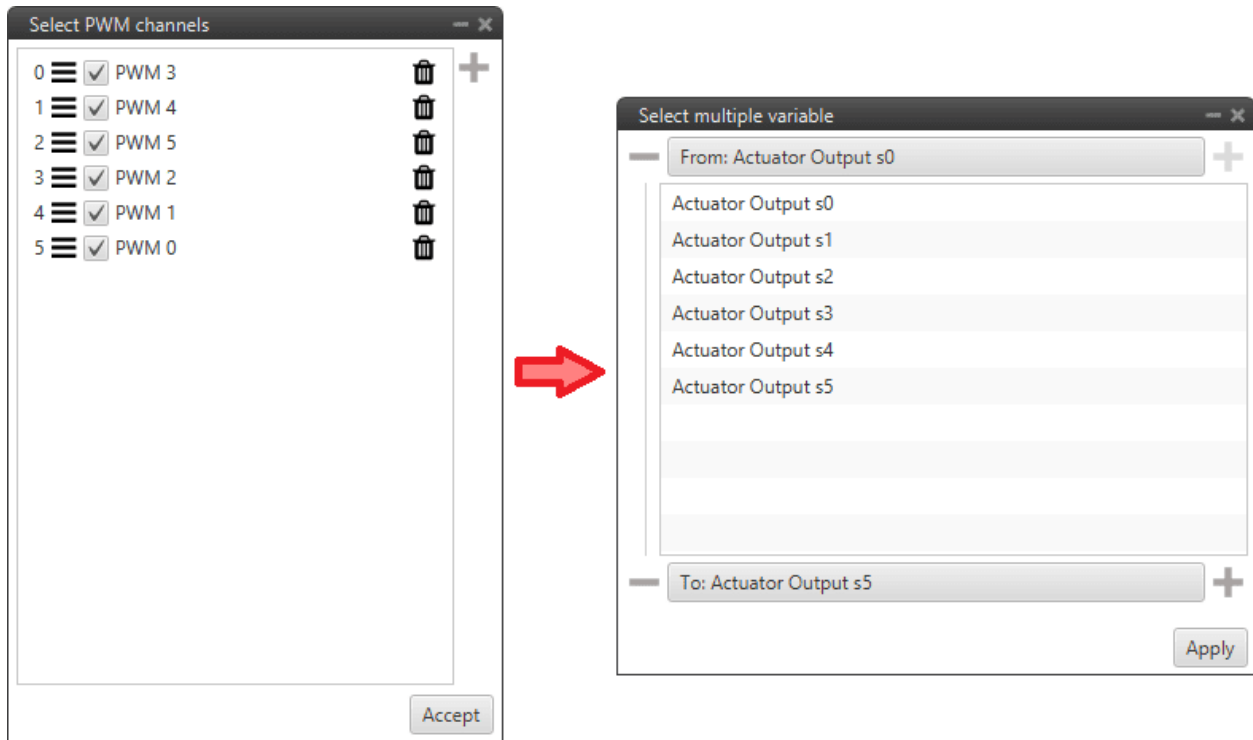 Select PWM channels
0 PWM 3
1 PWM 4
2 PWM 5
3 PWM 2
4 PWM 1
5 PWM 0
Accept
Select multiple variable
From: Actuator Output s0
Actuator Output s0
Actuator Output s1
Actuator Output s2
Actuator Output s3
Actuator Output s4
Actuator Output s5
To: Actuator Output s5
Apply